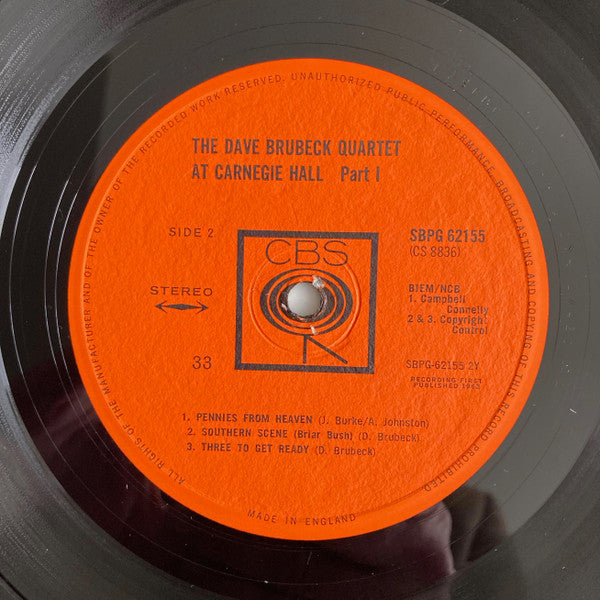 ALL RIGHTS OF THE MANUFACTURER AND OF THE OWNER OF THE RECORDED WORK RESERVED. UNAUTHORIZED PUBLIC PERFORMANCE, BROADCASTING AND COPYING OF THIS RECORD PROHIBITED
THE DAVE BRUBECK QUARTET
AT CARNEGIE HALL Part I
SIDE 2
CBS
SBPG 62155
(CS 8836)
STEREO
BIEM/NCB
1. Campbell
Connelly
2 & 3. Copyright
Control
33
SBPG-62155 2Y
RECORDING FIRST
PUBLISHED 1963
1. PENNIES FROM HEAVEN (J. Burke/A. Johnston)
2. SOUTHERN SCENE (Briar Bush) (D. Brubeck)
3. THREE TO GET READY (D. Brubeck)
MADE IN ENGLAND